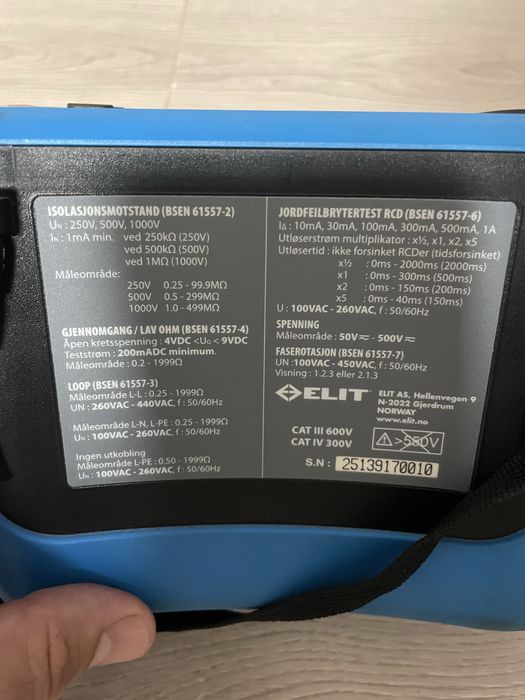 ISOLASJONSMOTSTAND (BSEN 61557-2)
UN : 250V, 500V, 1000V
IN : 1mA min. ved 250kΩ (250V)
ved 500kΩ (500V)
ved 1MΩ (1000V)
Måleområde:
250V 0.25 - 99.9MΩ
500V 0.5 - 299MΩ
1000V 1.0 - 499MΩ
GJENNOMGANG / LAV OHM (BSEN 61557-4)
Åpen kretsspenning : 4VDC <U0 < 9VDC
Teststrøm : 200mADC minimum.
Måleområde : 0.2 - 1999Ω
LOOP (BSEN 61557-3)
Måleområde L-L : 0.25 - 1999Ω
UN : 260VAC - 440VAC, f : 50/60Hz
Måleområde L-N, L-PE : 0.25 - 1999Ω
UN : 100VAC - 260VAC, f : 50/60Hz
Ingen utkobling
Måleområde L-PE : 0.50 - 1999Ω
UN : 100VAC - 260VAC, f : 50/60Hz
JORDFEILBRYTERTEST RCD (BSEN 61557-6)
IΔ : 10mA, 30mA, 100mA, 300mA, 500mA, 1A
Utløserstrøm multiplikator : x½, x1, x2, x5
Utløsertid : ikke forsinket RCDer (tidsforsinket)
x½ : 0ms - 2000ms (2000ms)
x1 : 0ms - 300ms (500ms)
x2 : 0ms - 150ms (200ms)
x5 : 0ms - 40ms (150ms)
U : 100VAC - 260VAC, f : 50/60Hz
SPENNING
Måleområde : 50V⎓ - 500V⎓
FASEROTASJON (BSEN 61557-7)
UN : 100VAC - 450VAC, f : 50/60Hz
Visning : 1.2.3 eller 2.1.3
ELIT
ELIT AS, Hellenvegen 9
N-2022 Gjerdrum
NORWAY
www.elit.no
CAT III 600V
CAT IV 300V
>550V
S.N : 25139170010